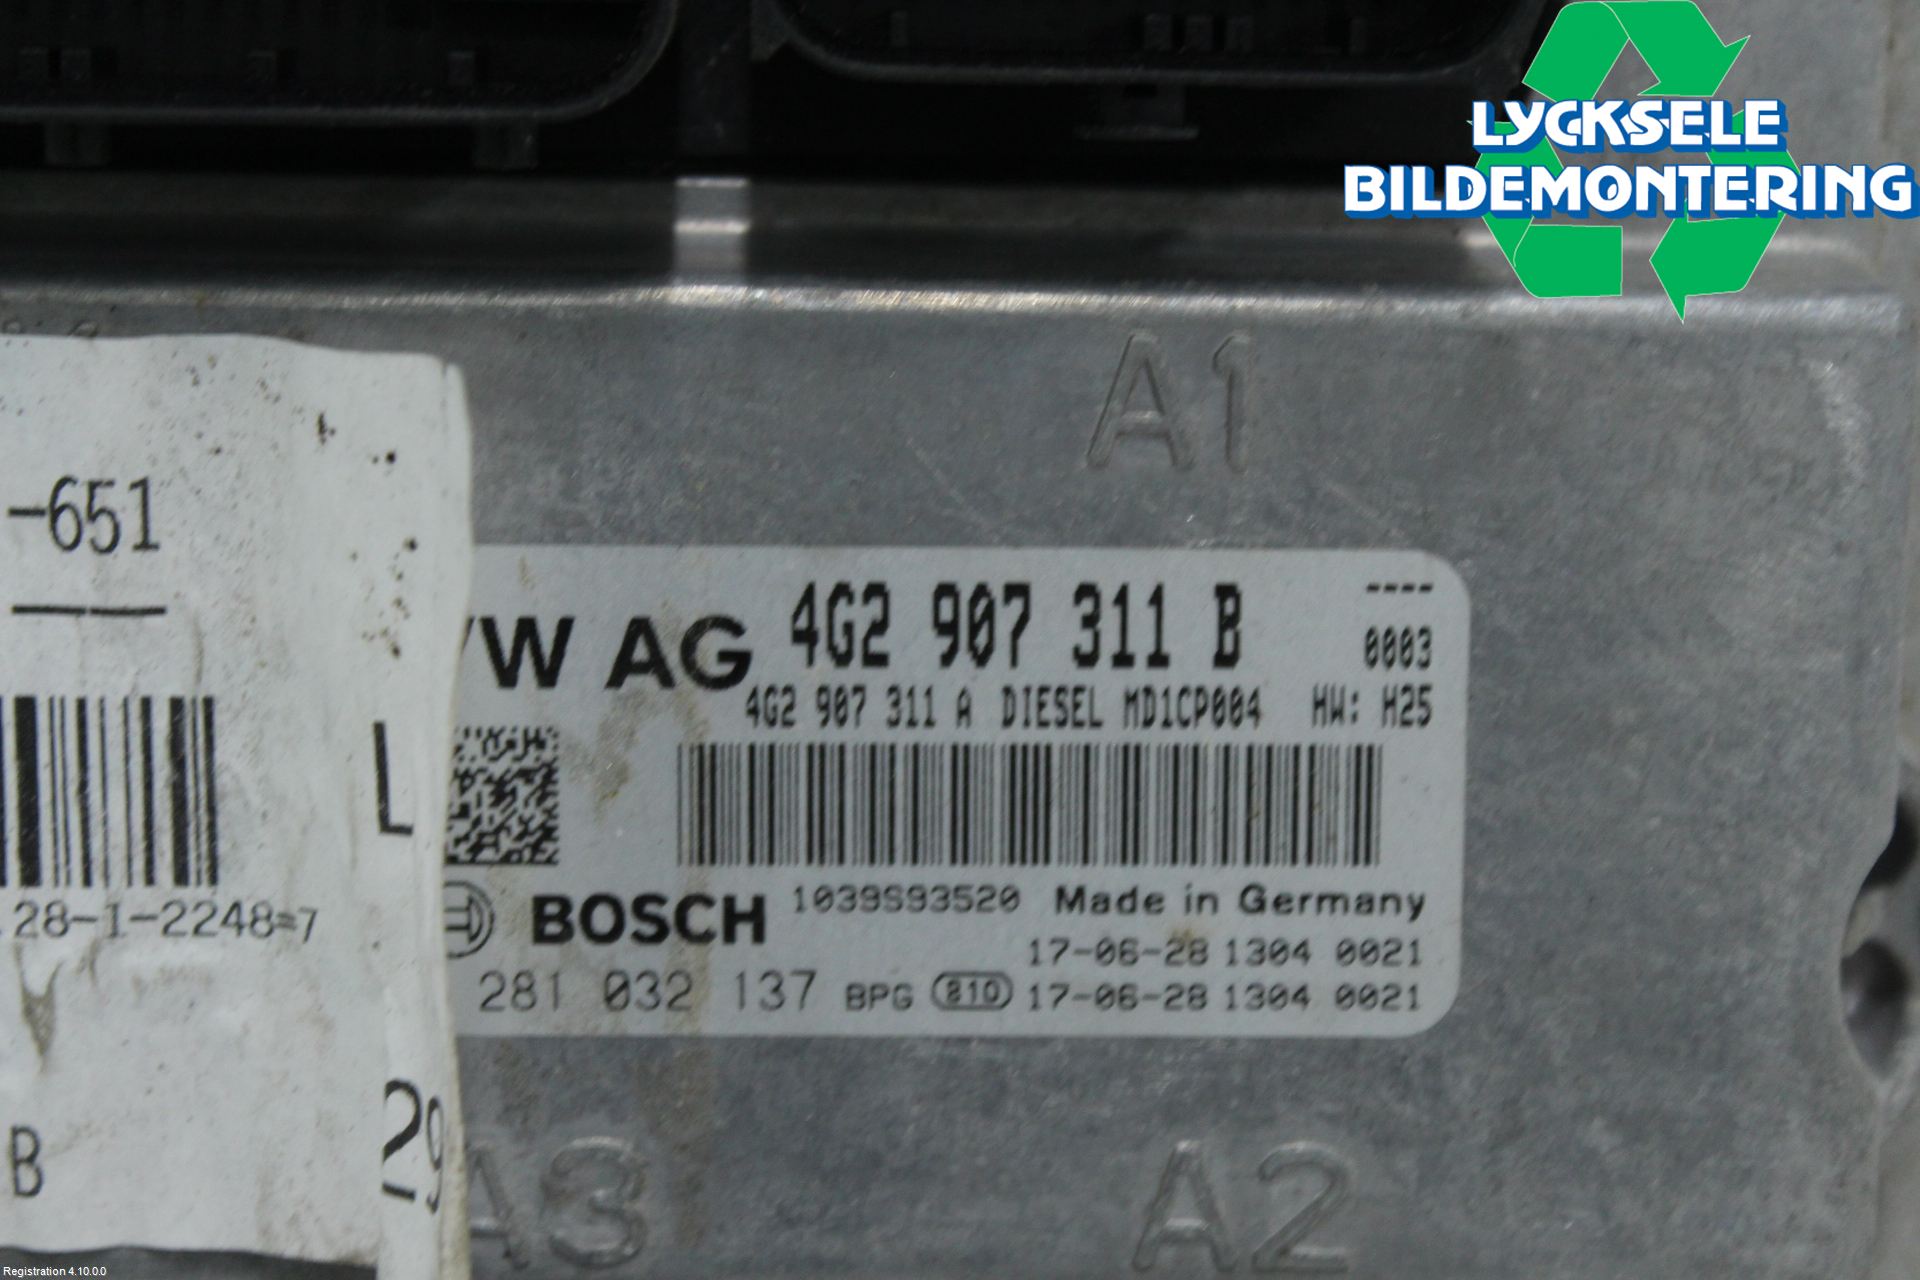 LYCKSELE
BILDEMONTERING
A1
-651
VW AG 4G2 907 311 B ----
0003
4G2 907 311 A DIESEL MD1CP004 HW: H25
L
BOSCH 1039S93520 Made in Germany
28-1-2248-7
17-06-28 1304 0021
281 032 137 BPG 810 17-06-28 1304 0021
29
B
A3 A2
Registration 4.10.0.0